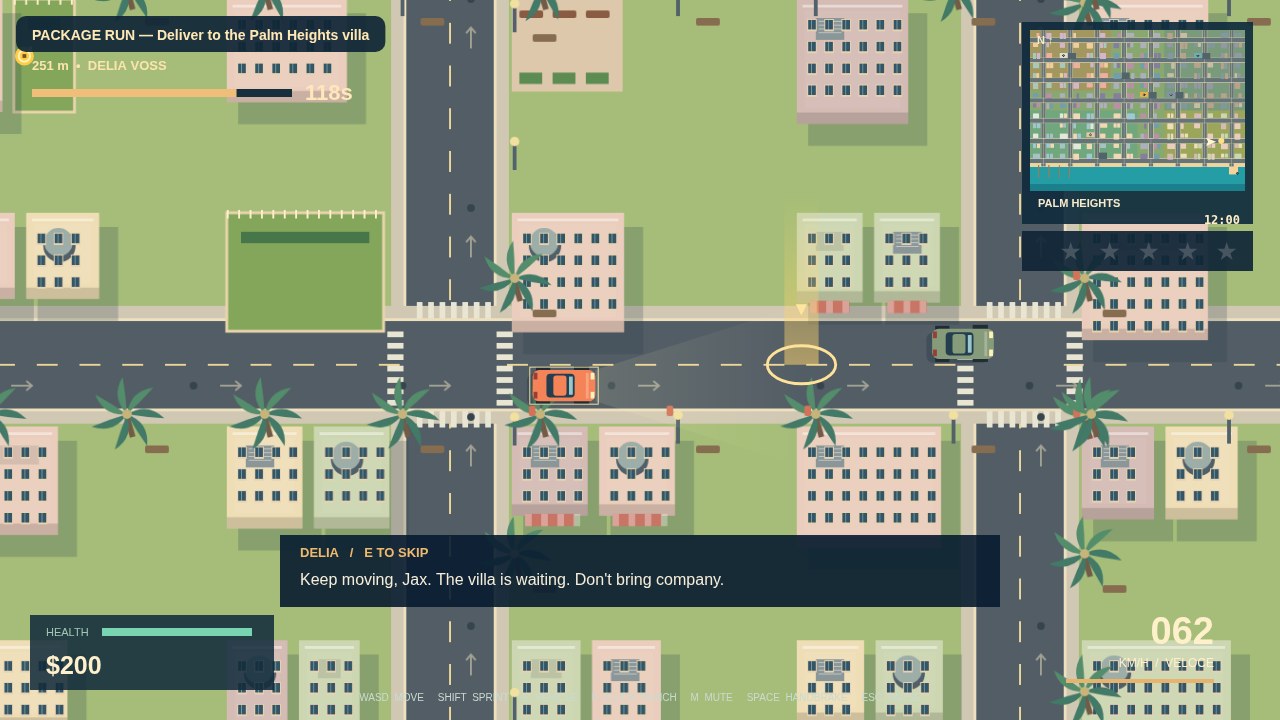 PACKAGE RUN — Deliver to the Palm Heights villa
251 m • DELIA VOSS
118s
N
PALM HEIGHTS
12:00
DELIA / E TO SKIP
Keep moving, Jax. The villa is waiting. Don't bring company.
HEALTH
$200
062
KM/H / VELOCE
WASD MOVE SHIFT SPRINT
M MUTE SPACE